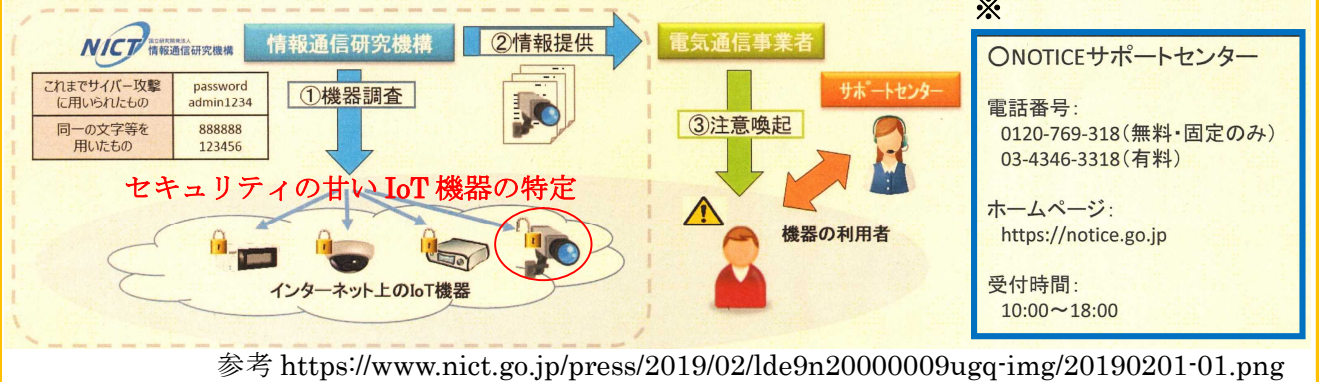 ※
NICT 国立研究開発法人
情報通信研究機構
情報通信研究機構
②情報提供
電気通信事業者
これまでサイバー攻撃
に用いられたもの
password
admin1234
同一の文字等を
用いたもの
888888
123456
①機器調査
サポートセンター
③注意喚起
セキュリティの甘い IoT 機器の特定
機器の利用者
インターネット上のIoT機器
〇NOTICEサポートセンター
電話番号:
0120-769-318(無料・固定のみ)
03-4346-3318(有料)
ホームページ:
https://notice.go.jp
受付時間:
10:00～18:00
参考 https://www.nict.go.jp/press/2019/02/lde9n20000009ugq-img/20190201-01.png